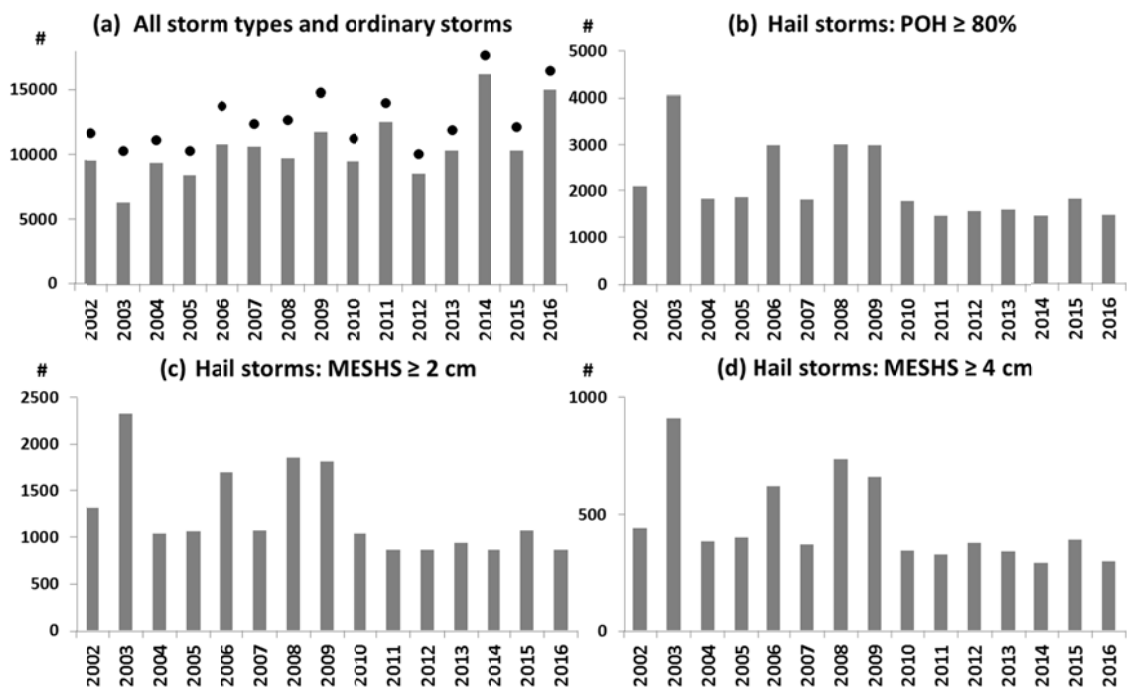 (a) All storm types and ordinary storms
#
15000
10000
5000
0
2002 2003 2004 2005 2006 2007 2008 2009 2010 2011 2012 2013 2014 2015 2016
(b) Hail storms: POH ≥ 80%
#
5000
4000
3000
2000
1000
0
2002 2003 2004 2005 2006 2007 2008 2009 2010 2011 2012 2013 2014 2015 2016
(c) Hail storms: MESHS ≥ 2 cm
#
2500
2000
1500
1000
500
0
2002 2003 2004 2005 2006 2007 2008 2009 2010 2011 2012 2013 2014 2015 2016
(d) Hail storms: MESHS ≥ 4 cm
#
1000
500
0
2002 2003 2004 2005 2006 2007 2008 2009 2010 2011 2012 2013 2014 2015 2016